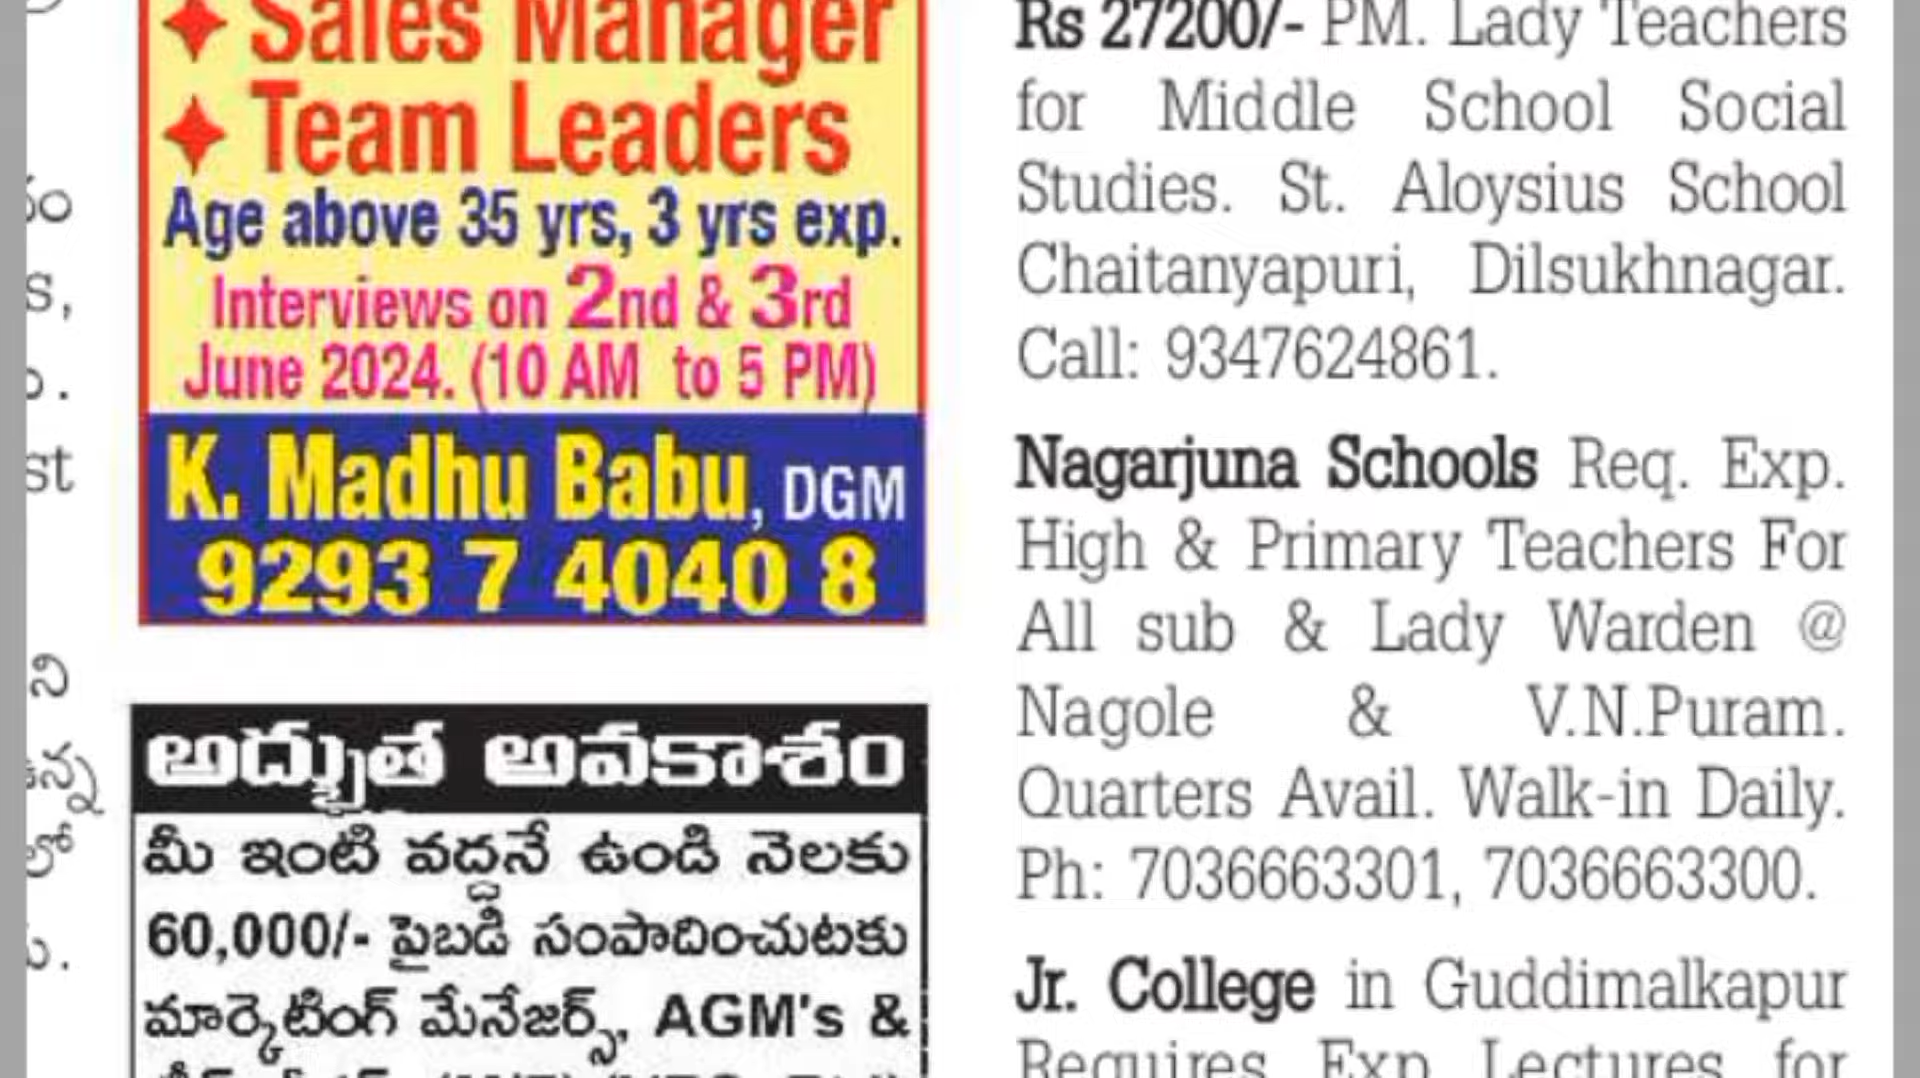 Sales Manager
Team Leaders
Age above 35 yrs, 3 yrs exp.
Interviews on 2nd & 3rd
June 2024. (10 AM to 5 PM)
K. Madhu Babu, DGM
9293 7 4040 8
అద్భుత అవకాశం
మీ ఇంటి వద్దనే ఉండి నెలకు
60,000/- పైబడి సంపాదించుటకు
మార్కెటింగ్ మేనేజర్స్, AGM's &
Rs 27200/- PM. Lady Teachers
for Middle School Social
Studies. St. Aloysius School
Chaitanyapuri, Dilsukhnagar.
Call: 9347624861.
Nagarjuna Schools Req. Exp.
High & Primary Teachers For
All sub & Lady Warden @
Nagole & V.N.Puram.
Quarters Avail. Walk-in Daily.
Ph: 7036663301, 7036663300.
Jr. College in Guddimalkapur
Requires Exp Lectures for